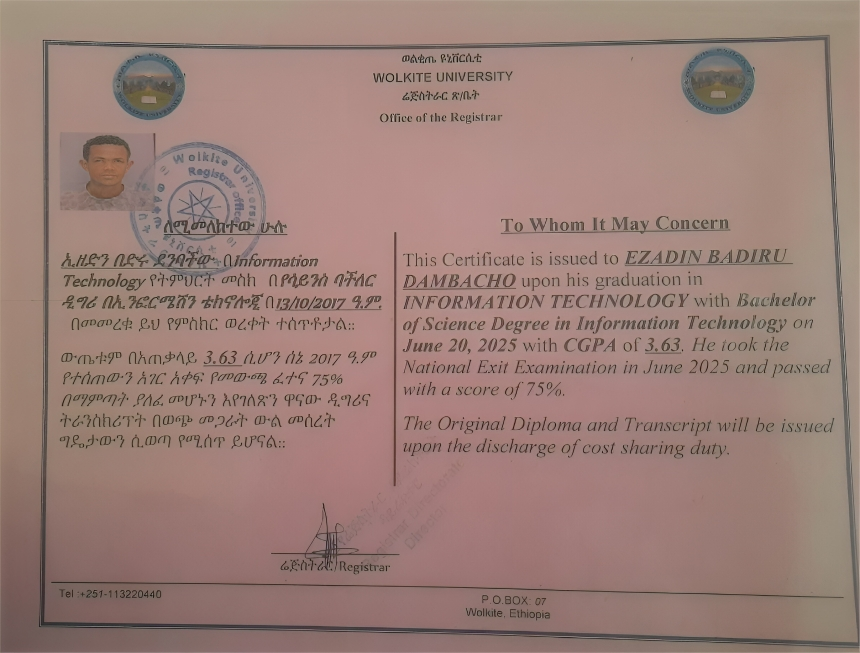 ወልቂጤ ዩኒቨርሲቲ
WOLKITE UNIVERSITY
ሬጅስትራር ጽ/ቤት
Office of the Registrar
Wolkite University
Registrar office
ለሚመለከተው ሁሉ
ኢዘድን በድሩ ደንባቸው በInformation
Technology የትምህርት መስክ በየሳይንስ ባችለር
ዲግሪ በኢንፎርሜሽን ቴክኖሎጂ በ13/10/2017 ዓ.ም.
በመመረቁ ይህ የምስክር ወረቀት ተሰጥቶታል፡፡
ውጤቱም በአጠቃላይ 3.63 ሲሆን ሰኔ 2017 ዓ.ም
የተሰጠውን አገር አቀፍ የመውጫ ፈተና 75%
በማምጣት ያለፈ መሆኑን እየገለጽን ዋናው ዲግሪና
ትራንስክሪፕት በወጭ መጋራት ውል መሰረት
ግዴታውን ሲወጣ የሚሰጥ ይሆናል፡፡
To Whom It May Concern
This Certificate is issued to EZADIN BADIRU
DAMBACHO upon his graduation in
INFORMATION TECHNOLOGY with Bachelor
of Science Degree in Information Technology on
June 20, 2025 with CGPA of 3.63. He took the
National Exit Examination in June 2025 and passed
with a score of 75%.
The Original Diploma and Transcript will be issued
upon the discharge of cost sharing duty.
ሬጅስትራር/Registrar
Tel :+251-113220440
P.O.BOX: 07
Wolkite, Ethiopia